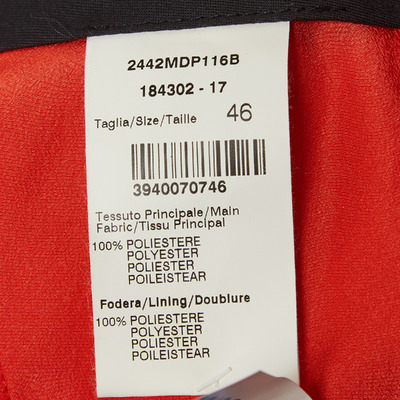 2442MDP116B
184302 - 17
Taglia/Size/Taille 46
3940070746
Tessuto Principale/Main
Fabric/Tissu Principal
100% POLIESTERE
POLYESTER
POLIESTER
POILEISTEAR
Fodera/Lining/Doublure
100% POLIESTERE
POLYESTER
POLIESTER
POILEISTEAR